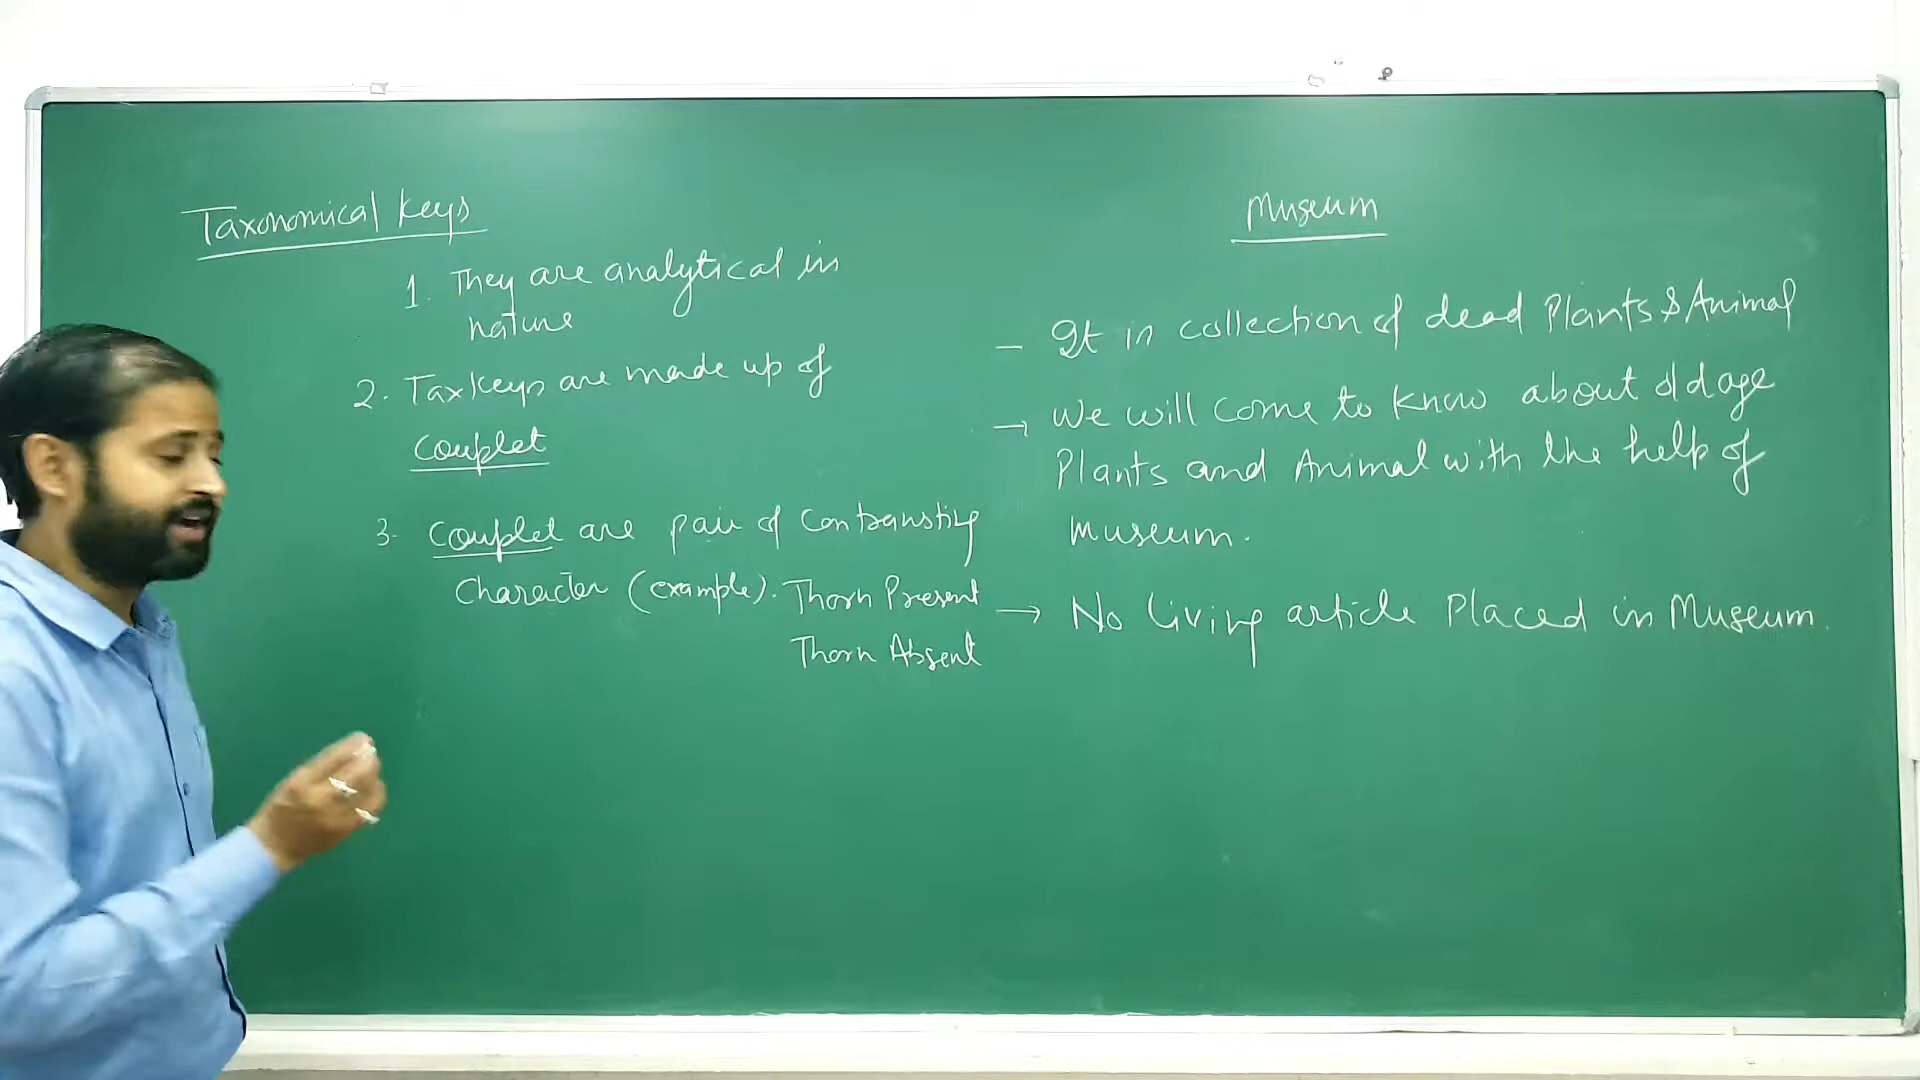 Taxonomical keys
1. They are analytical in
nature
2. Tax keys are made up of
couplet
3. couplet are pair of contransting
Character (example). Thorn Present
Thorn Absent
Museum
- It is collection of dead Plants & Animal
→ We will come to know about old age
Plants and Animal with the help of
museum.
→ No living article Placed in Museum.